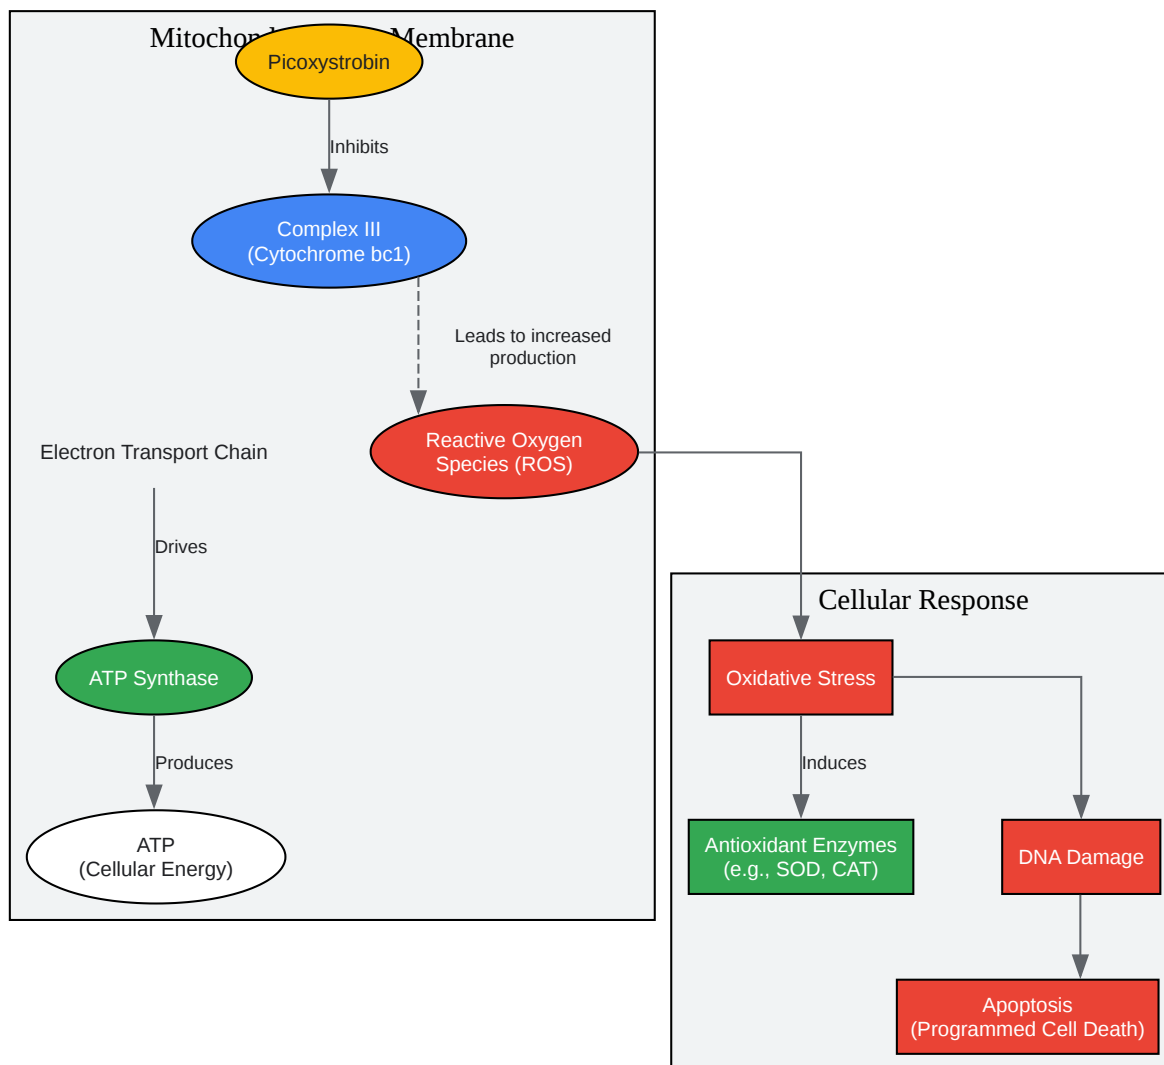 Membrane
Picoxystrobin
Inhibits
Complex III
(Cytochrome bc1)
Leads to increased
production
Reactive Oxygen
Species (ROS)
Electron Transport Chain
Drives
ATP Synthase
Produces
ATP
(Cellular Energy)
Cellular Response
Oxidative Stress
Induces
Antioxidant Enzymes
(e.g., SOD, CAT)
DNA Damage
Apoptosis
(Programmed Cell Death)